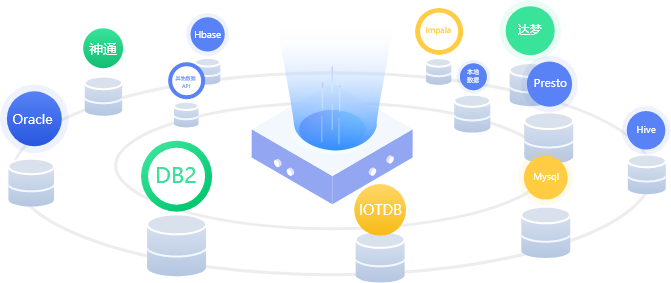 Hbase
Impala
达梦
神通
本地
数据
其他数据
API
Presto
Oracle
Hive
DB2
Mysql
IOTDB